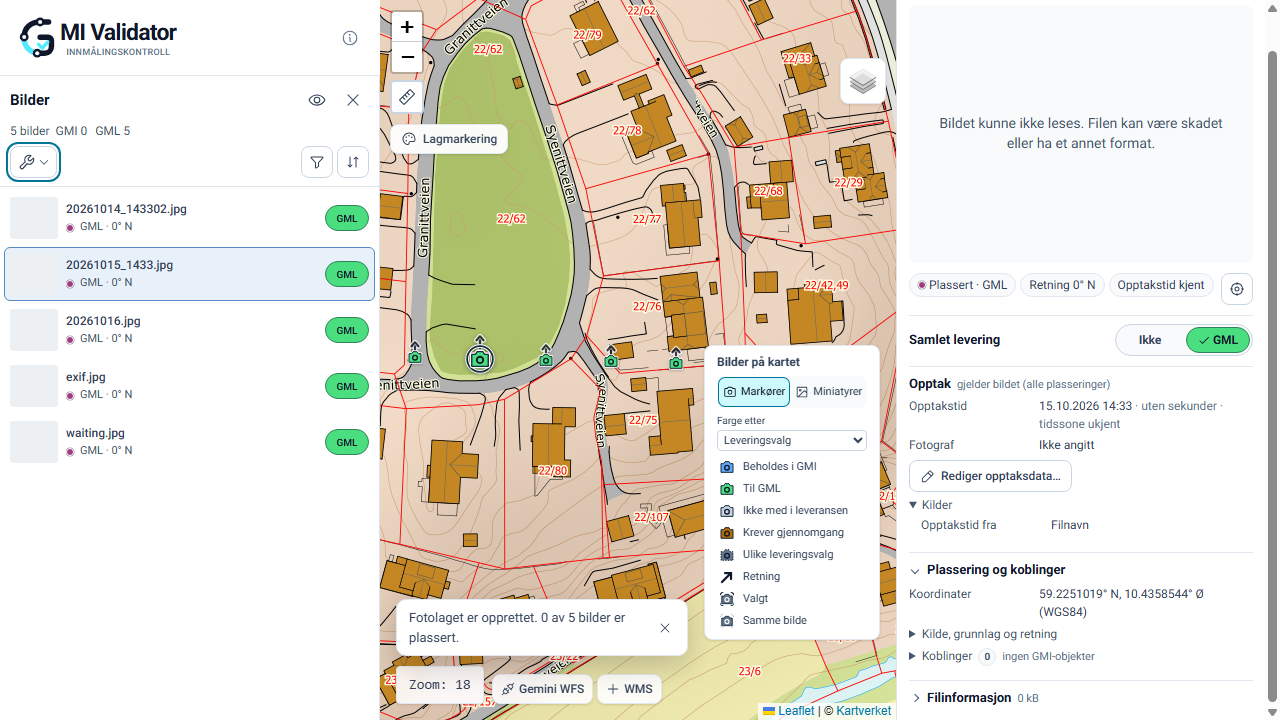 MI Validator
INNMÅLINGSKONTROLL
Bilder
5 bilder GMI 0 GML 5
20261014_143302.jpg
GML · 0° N
GML
20261015_1433.jpg
GML · 0° N
GML
20261016.jpg
GML · 0° N
GML
exif.jpg
GML · 0° N
GML
waiting.jpg
GML · 0° N
GML
+
−
Lagmarkering
Granittveien
22/62
22/62
22/79
22/33
22/78
Syenittveien
22/68
22/29
Granittveien
22/62
22/77
22/42,49
22/76
Syenittveien
22/75
22/80
22/107
23/6
Bilder på kartet
Markører
Miniatyrer
Farge etter
Leveringsvalg
Beholdes i GMI
Til GML
Ikke med i leveransen
Krever gjennomgang
Ulike leveringsvalg
Retning
Valgt
Samme bilde
Fotolaget er opprettet. 0 av 5 bilder er
plassert.
Zoom: 18
Gemini WFS
WMS
Leaflet | © Kartverket
Bildet kunne ikke leses. Filen kan være skadet
eller ha et annet format.
Plassert · GML
Retning 0° N
Opptakstid kjent
Samlet levering
Ikke
GML
Opptak gjelder bildet (alle plasseringer)
Opptakstid
15.10.2026 14:33 · uten sekunder ·
tidssone ukjent
Fotograf
Ikke angitt
Rediger opptaksdata…
Kilder
Opptakstid fra
Filnavn
Plassering og koblinger
Koordinater
59.2251019° N, 10.4358544° Ø
(WGS84)
Kilde, grunnlag og retning
Koblinger 0 ingen GMI-objekter
Filinformasjon 0 kB